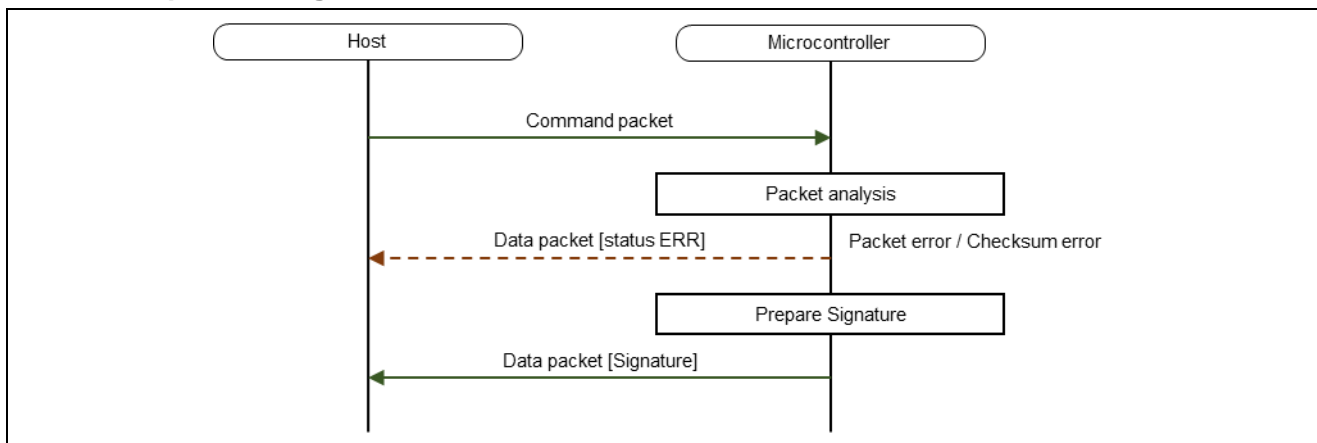 Host
Microcontroller
Command packet
Packet analysis
Data packet [status ERR]
Packet error / Checksum error
Prepare Signature
Data packet [Signature]